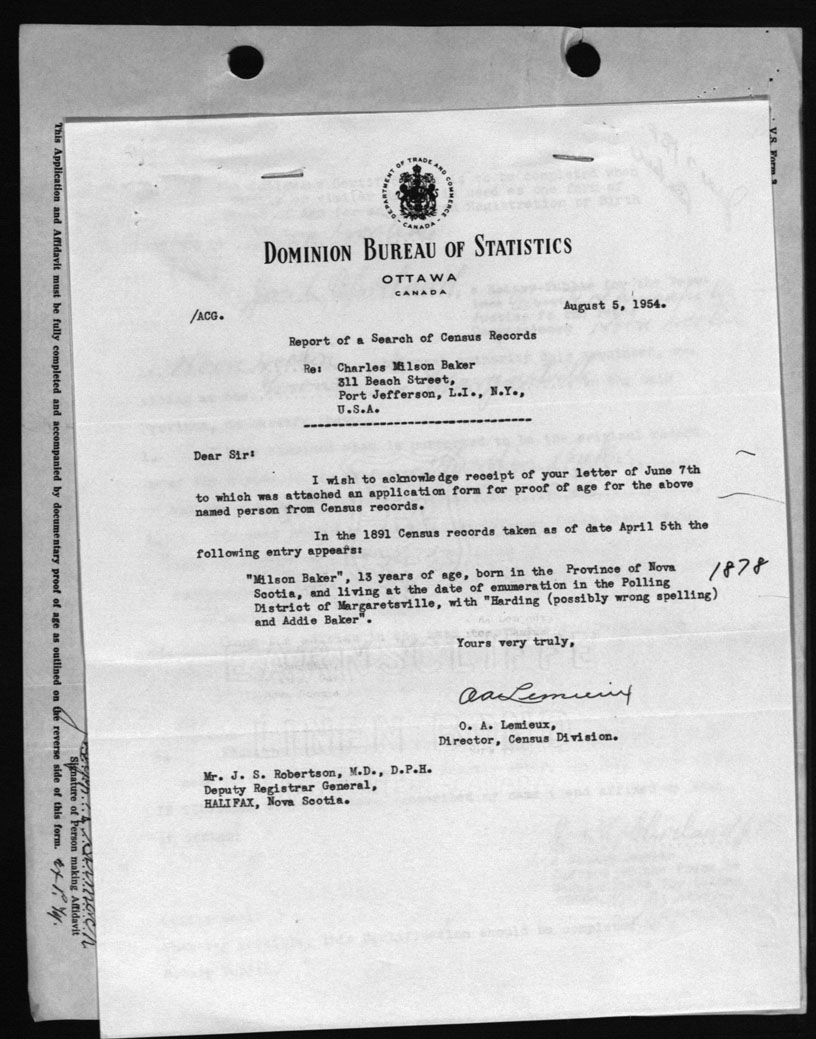 DEPARTMENT OF TRADE AND COMMERCE
CANADA
DOMINION BUREAU OF STATISTICS
OTTAWA
CANADA
August 5, 1954.
/ACG.
Report of a Search of Census Records
Re: Charles Milson Baker
311 Beach Street,
Port Jefferson, L.I., N.Y.,
U.S.A.
Dear Sir:
I wish to acknowledge receipt of your letter of June 7th
to which was attached an application form for proof of age for the above
named person from Census records.
In the 1891 Census records taken as of date April 5th the
following entry appears:
"Milson Baker", 13 years of age, born in the Province of Nova
Scotia, and living at the date of enumeration in the Polling
District of Margaretsville, with "Harding (possibly wrong spelling)
and Addie Baker".
1878
Yours very truly,
O. A. Lemieux
O. A. Lemieux,
Director, Census Division.
Mr. J. S. Robertson, M.D., D.P.H.
Deputy Registrar General,
HALIFAX, Nova Scotia.
This Application and Affidavit must be fully completed and accompanied by documentary proof of age as outlined on the reverse side of this form.
Signature of Person making Affidavit
V.S. Form